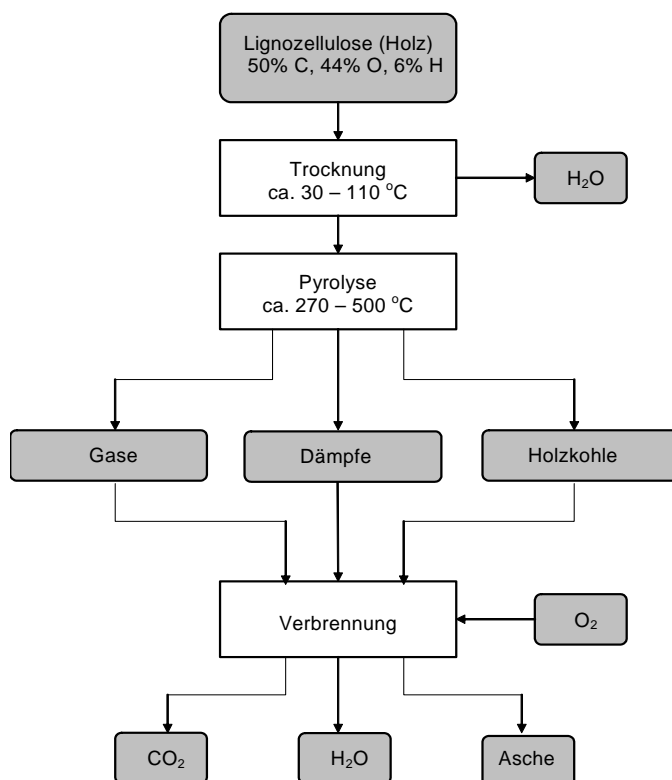 Lignozellulose (Holz)
50% C, 44% O, 6% H
Trocknung
ca. 30 – 110 °C
H₂O
Pyrolyse
ca. 270 – 500 °C
Gase
Dämpfe
Holzkohle
Verbrennung
O₂
CO₂
H₂O
Asche